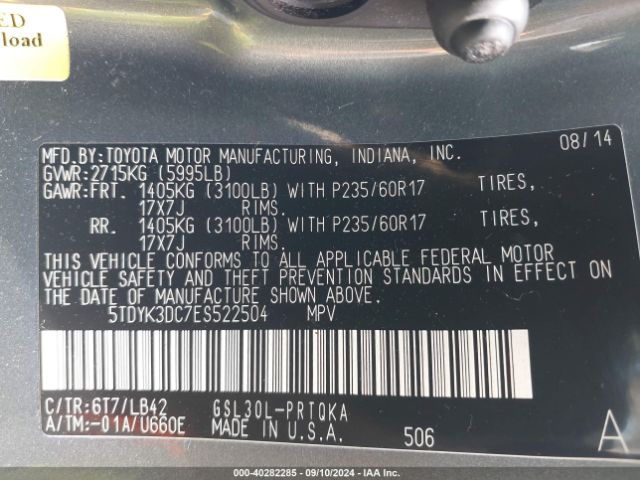 ED
load
MFD.BY:TOYOTA MOTOR MANUFACTURING, INDIANA, INC. 08/14
GVWR:2715KG (5995LB)
GAWR:FRT. 1405KG (3100LB) WITH P235/60R17 TIRES,
17X7J RIMS.
RR. 1405KG (3100LB) WITH P235/60R17 TIRES,
17X7J RIMS.
THIS VEHICLE CONFORMS TO ALL APPLICABLE FEDERAL MOTOR
VEHICLE SAFETY AND THEFT PREVENTION STANDARDS IN EFFECT ON
THE DATE OF MANUFACTURE SHOWN ABOVE.
5TDYK3DC7ES522504 MPV
C/TR:6T7/LB42 GSL30L-PRTQKA
A/TM:-01A/U660E MADE IN U.S.A. 506 A
000-40282285 - 09/10/2024 - IAA Inc.